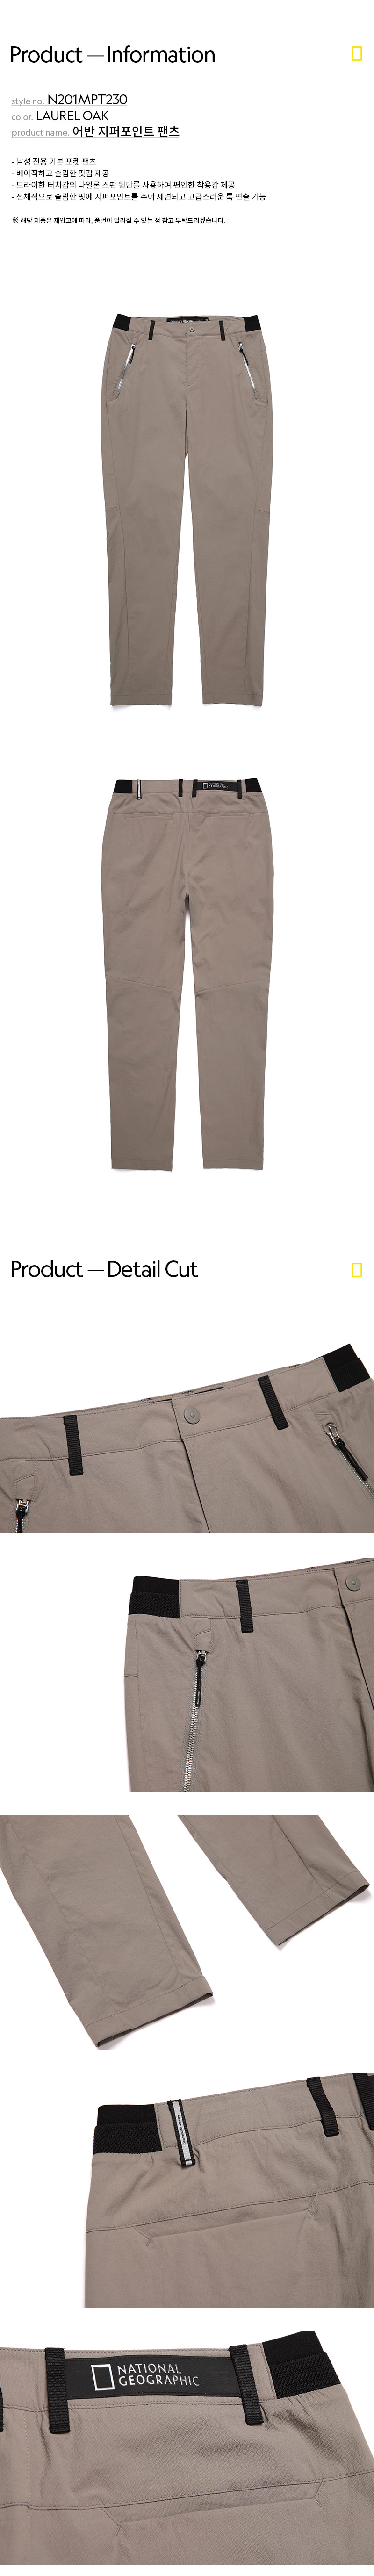 Product — Information
style no. N201MPT230
color. LAUREL OAK
product name. 어반 지퍼포인트 팬츠
- 남성 전용 기본 포켓 팬츠
- 베이직하고 슬림한 핏감 제공
- 드라이한 터치감의 나일론 스판 원단를 사용하여 편안한 착용감 제공
- 전체적으로 슬림한 핏에 지퍼포인트를 주어 세련되고 고급스러운 룩 연출 가능
※ 해당 제품은 재입고에 따라, 품번이 달라질 수 있는 점 참고 부탁드리겠습니다.
NATIONAL
GEOGRAPHIC
Product — Detail Cut
NATIONAL
GEOGRAPHIC